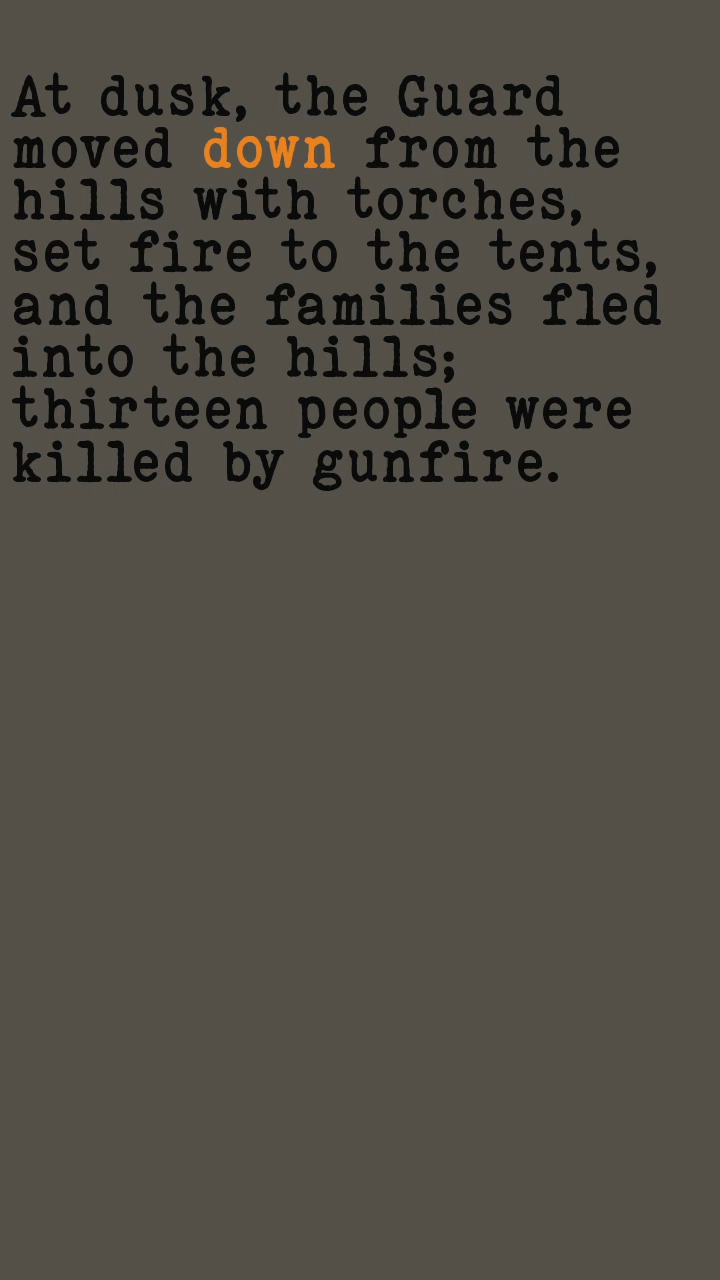 At dusk, the Guard
moved down from the
hills with torches,
set fire to the tents,
and the families fled
into the hills;
thirteen people were
killed by gunfire.